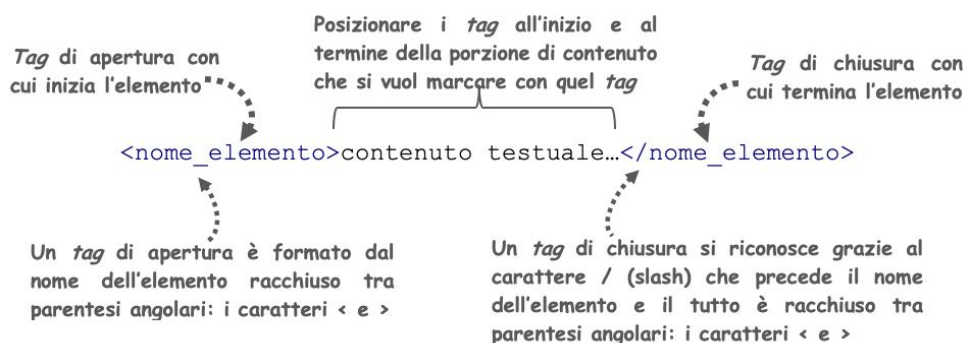 Posizionare i tag all'inizio e al
termine della porzione di contenuto
che si vuol marcare con quel tag
Tag di apertura con
cui inizia l'elemento
Tag di chiusura con
cui termina l'elemento
<nome_elemento>contenuto testuale…</nome_elemento>
Un tag di apertura è formato dal
nome dell'elemento racchiuso tra
parentesi angolari: i caratteri < e >
Un tag di chiusura si riconosce grazie al
carattere / (slash) che precede il nome
dell'elemento e il tutto è racchiuso tra
parentesi angolari: i caratteri < e >